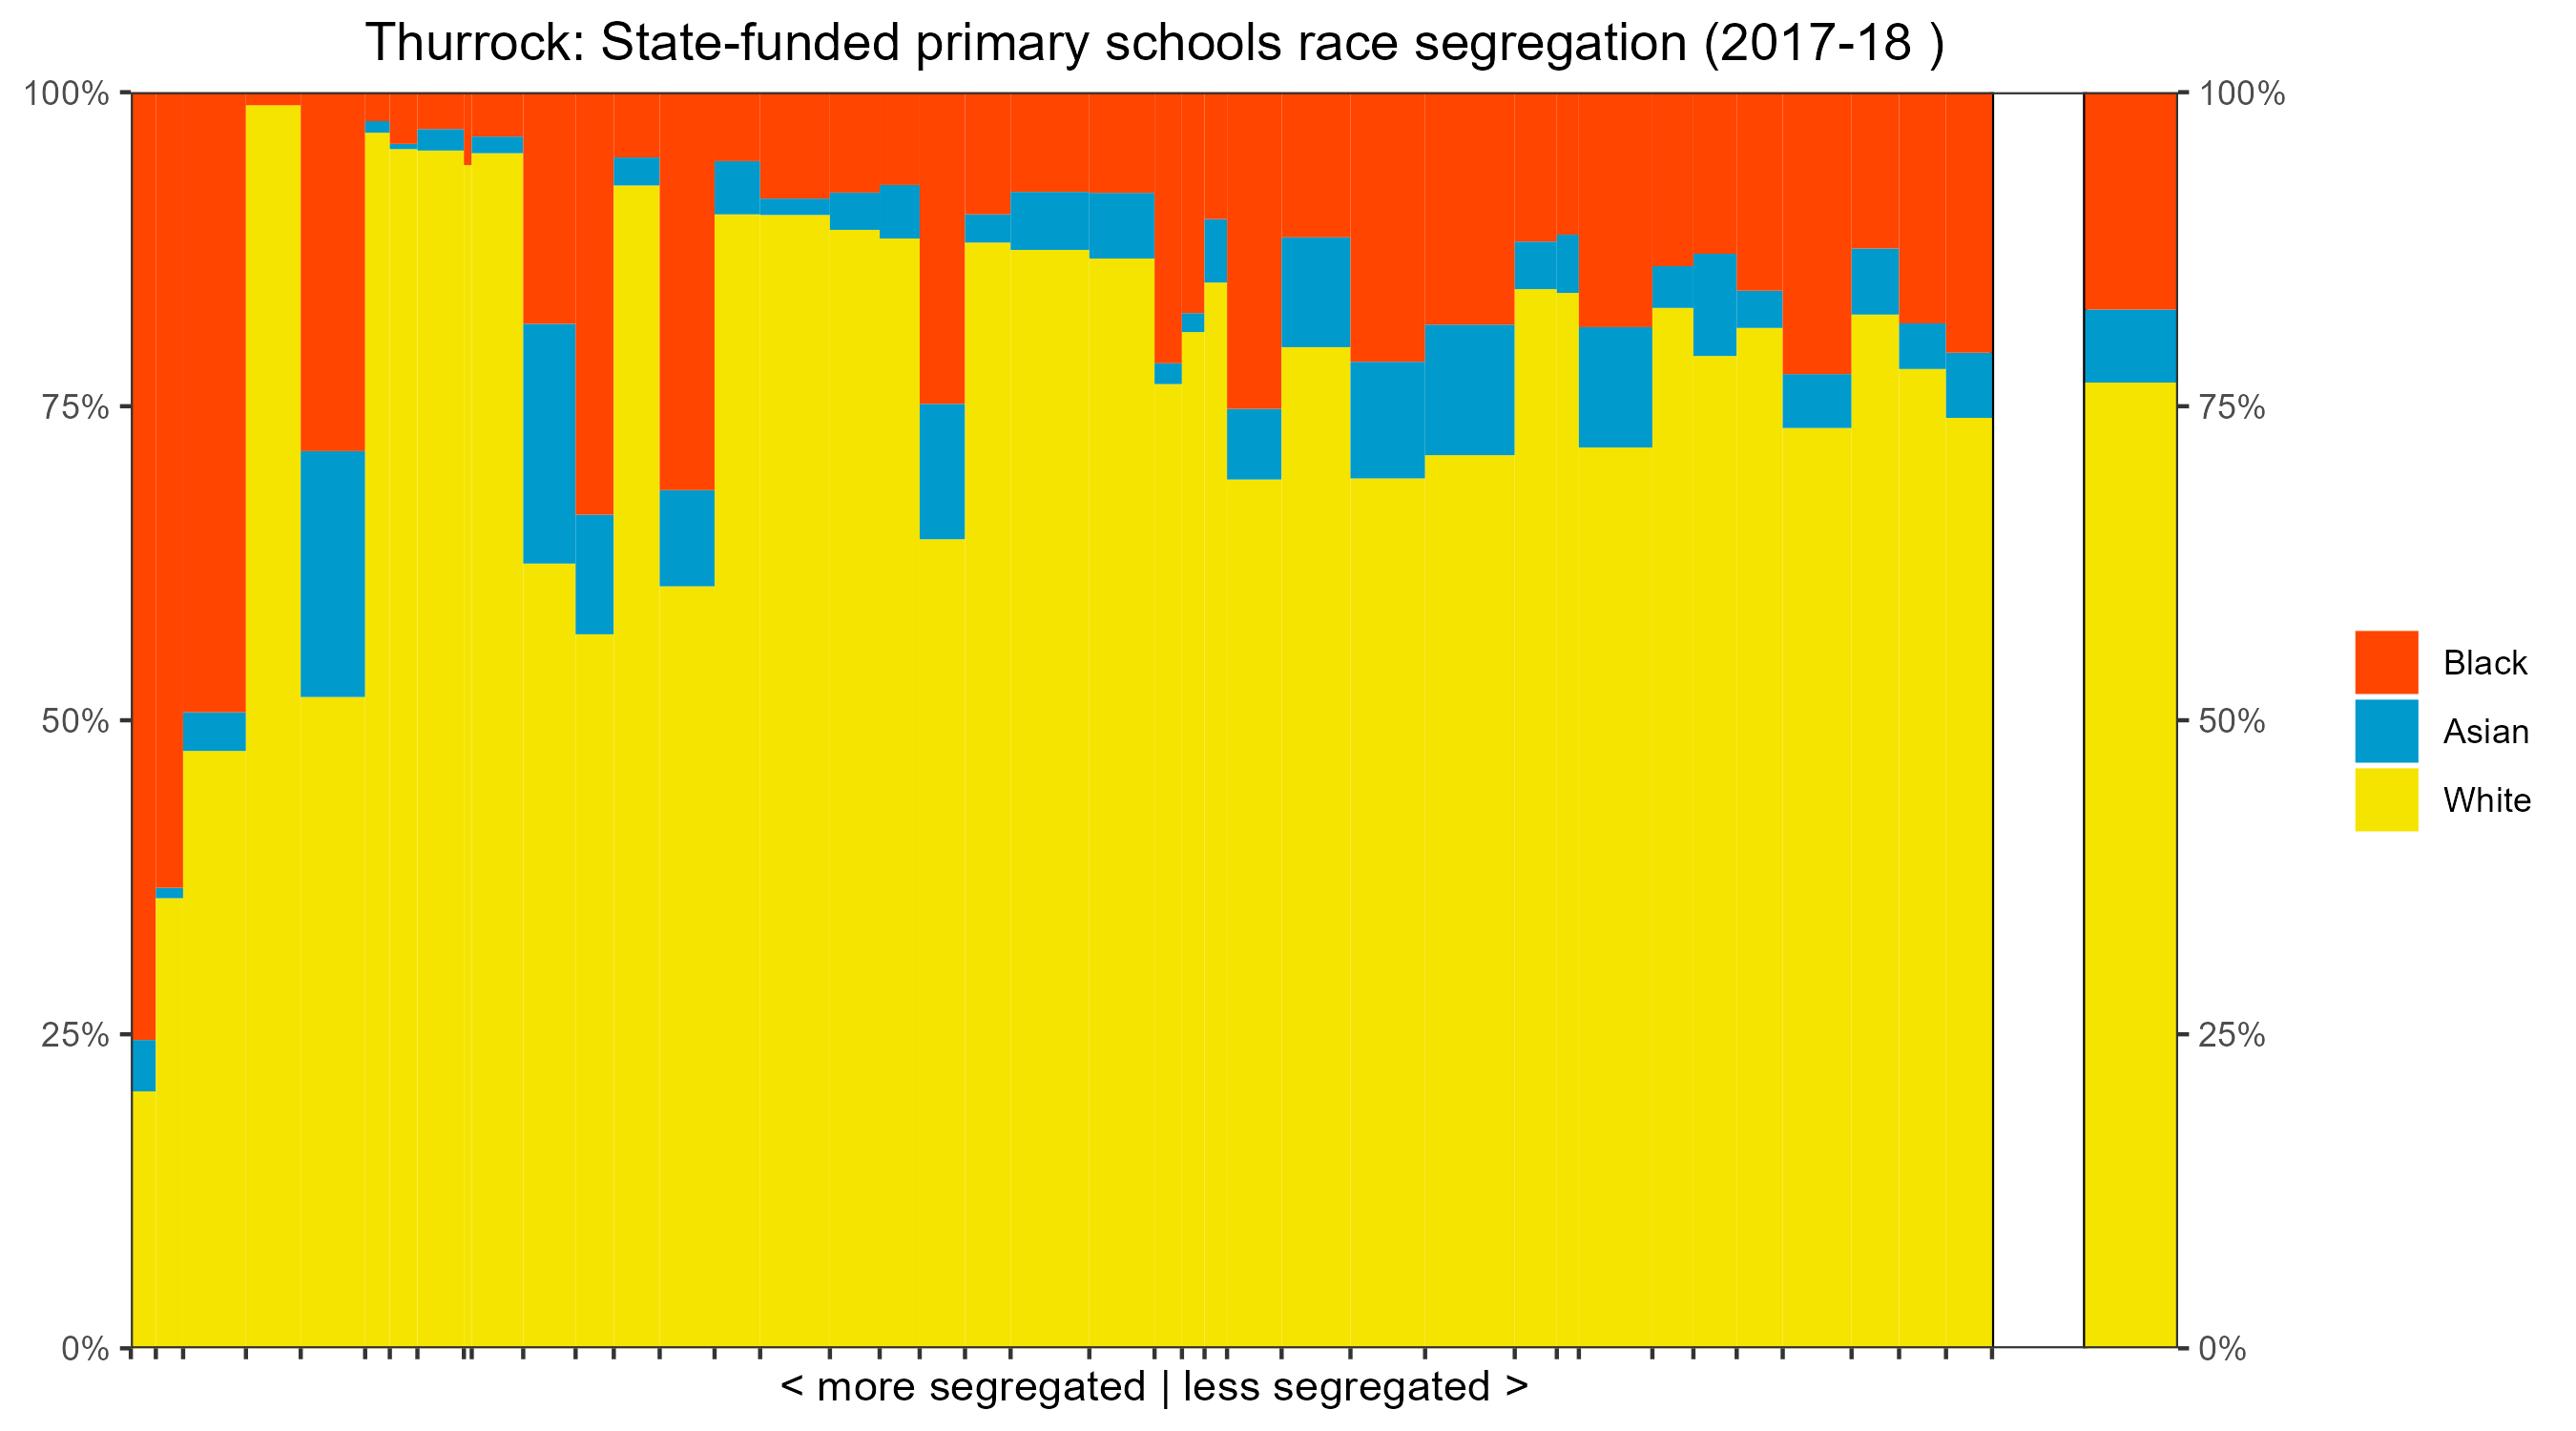 Thurrock: State-funded primary schools race segregation (2017-18 )
100%
75%
50%
25%
0%
100%
75%
50%
25%
0%
Black
Asian
White
< more segregated | less segregated >